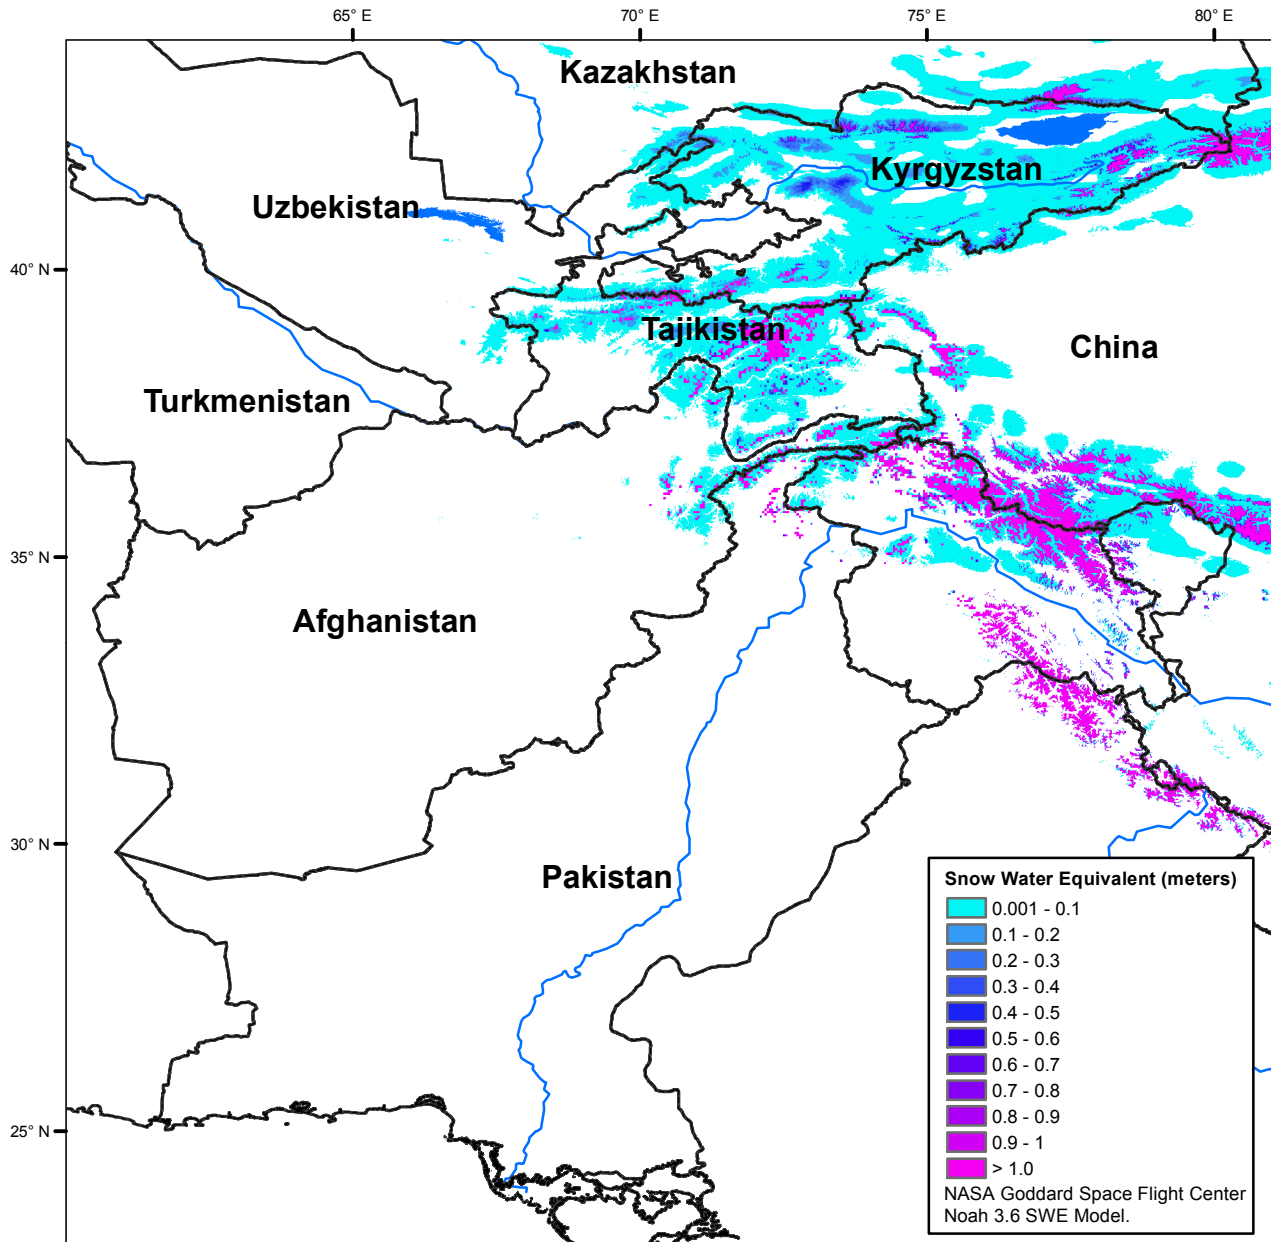 65° E
70° E
75° E
80° E
Kazakhstan
Kyrgyzstan
Uzbekistan
40° N
Tajikistan
China
Turkmenistan
35° N
Afghanistan
30° N
Pakistan
25° N
Snow Water Equivalent (meters)
0.001 - 0.1
0.1 - 0.2
0.2 - 0.3
0.3 - 0.4
0.4 - 0.5
0.5 - 0.6
0.6 - 0.7
0.7 - 0.8
0.8 - 0.9
0.9 - 1
> 1.0
NASA Goddard Space Flight Center
Noah 3.6 SWE Model.